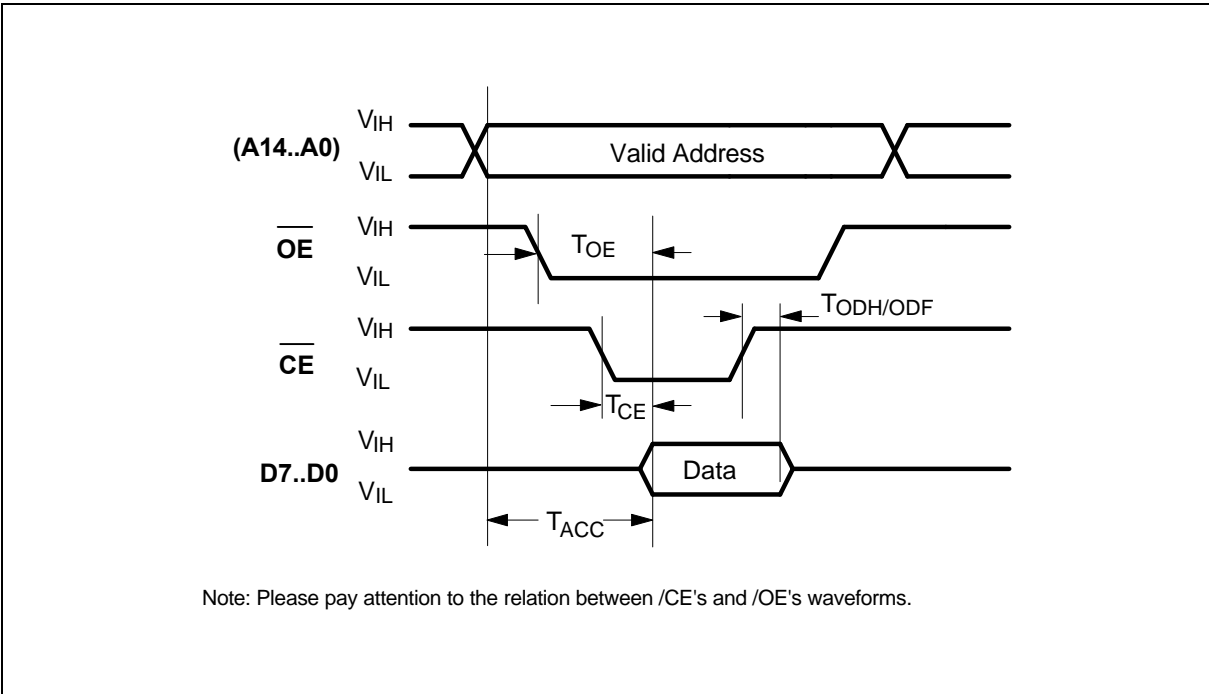 VIH
(A14..A0)
Valid Address
VIL
VIH
OE
TOE
VIL
TODH/ODF
VIH
CE
VIL
TCE
VIH
D7..D0
Data
VIL
TACC
Note: Please pay attention to the relation between /CE's and /OE's waveforms.